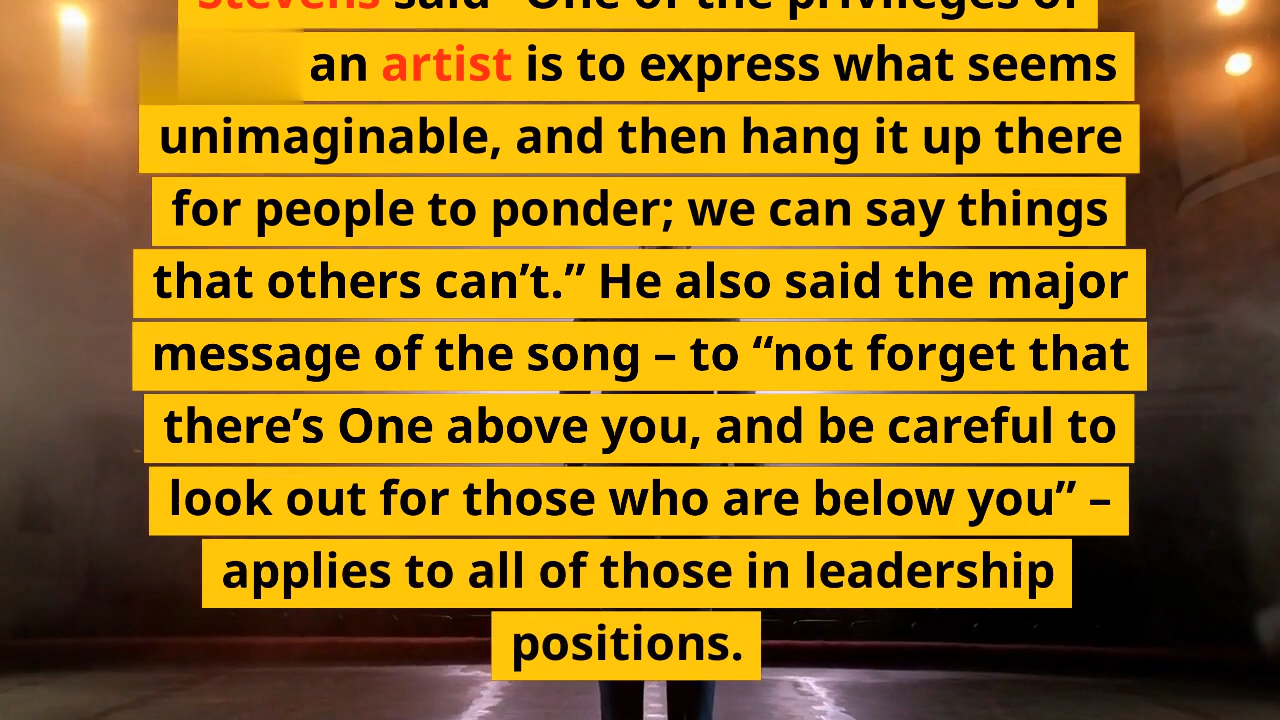 Stevens said “One of the privileges of
an artist is to express what seems
unimaginable, and then hang it up there
for people to ponder; we can say things
that others can’t.” He also said the major
message of the song – to “not forget that
there’s One above you, and be careful to
look out for those who are below you” –
applies to all of those in leadership
positions.